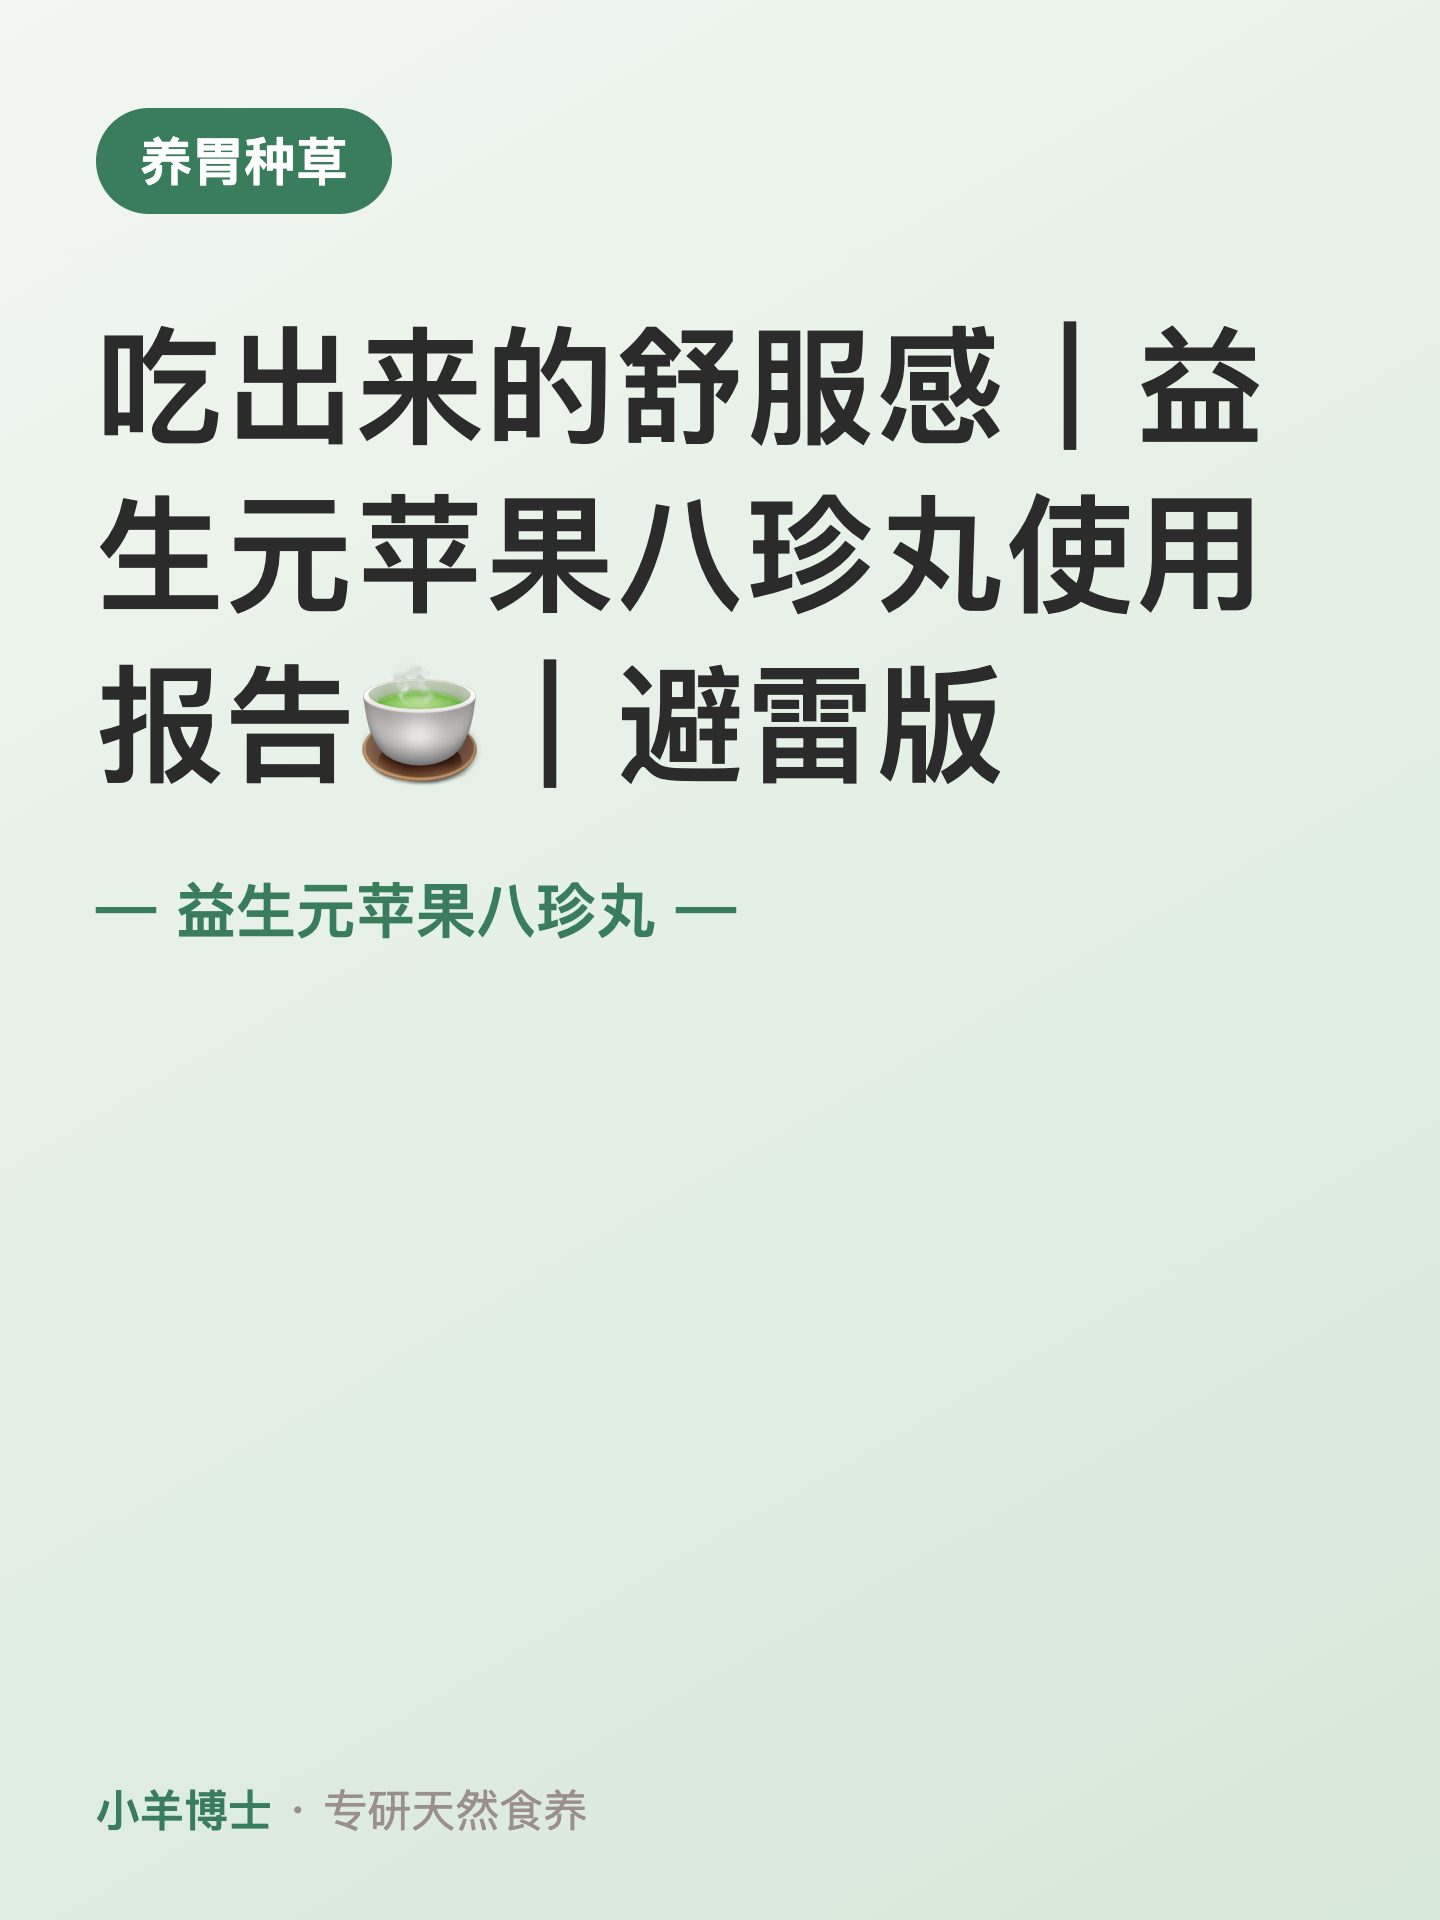 养胃种草
吃出来的舒服感｜益
生元苹果八珍丸使用
报告🍵｜避雷版
— 益生元苹果八珍丸 —
小羊博士 · 专研天然食养